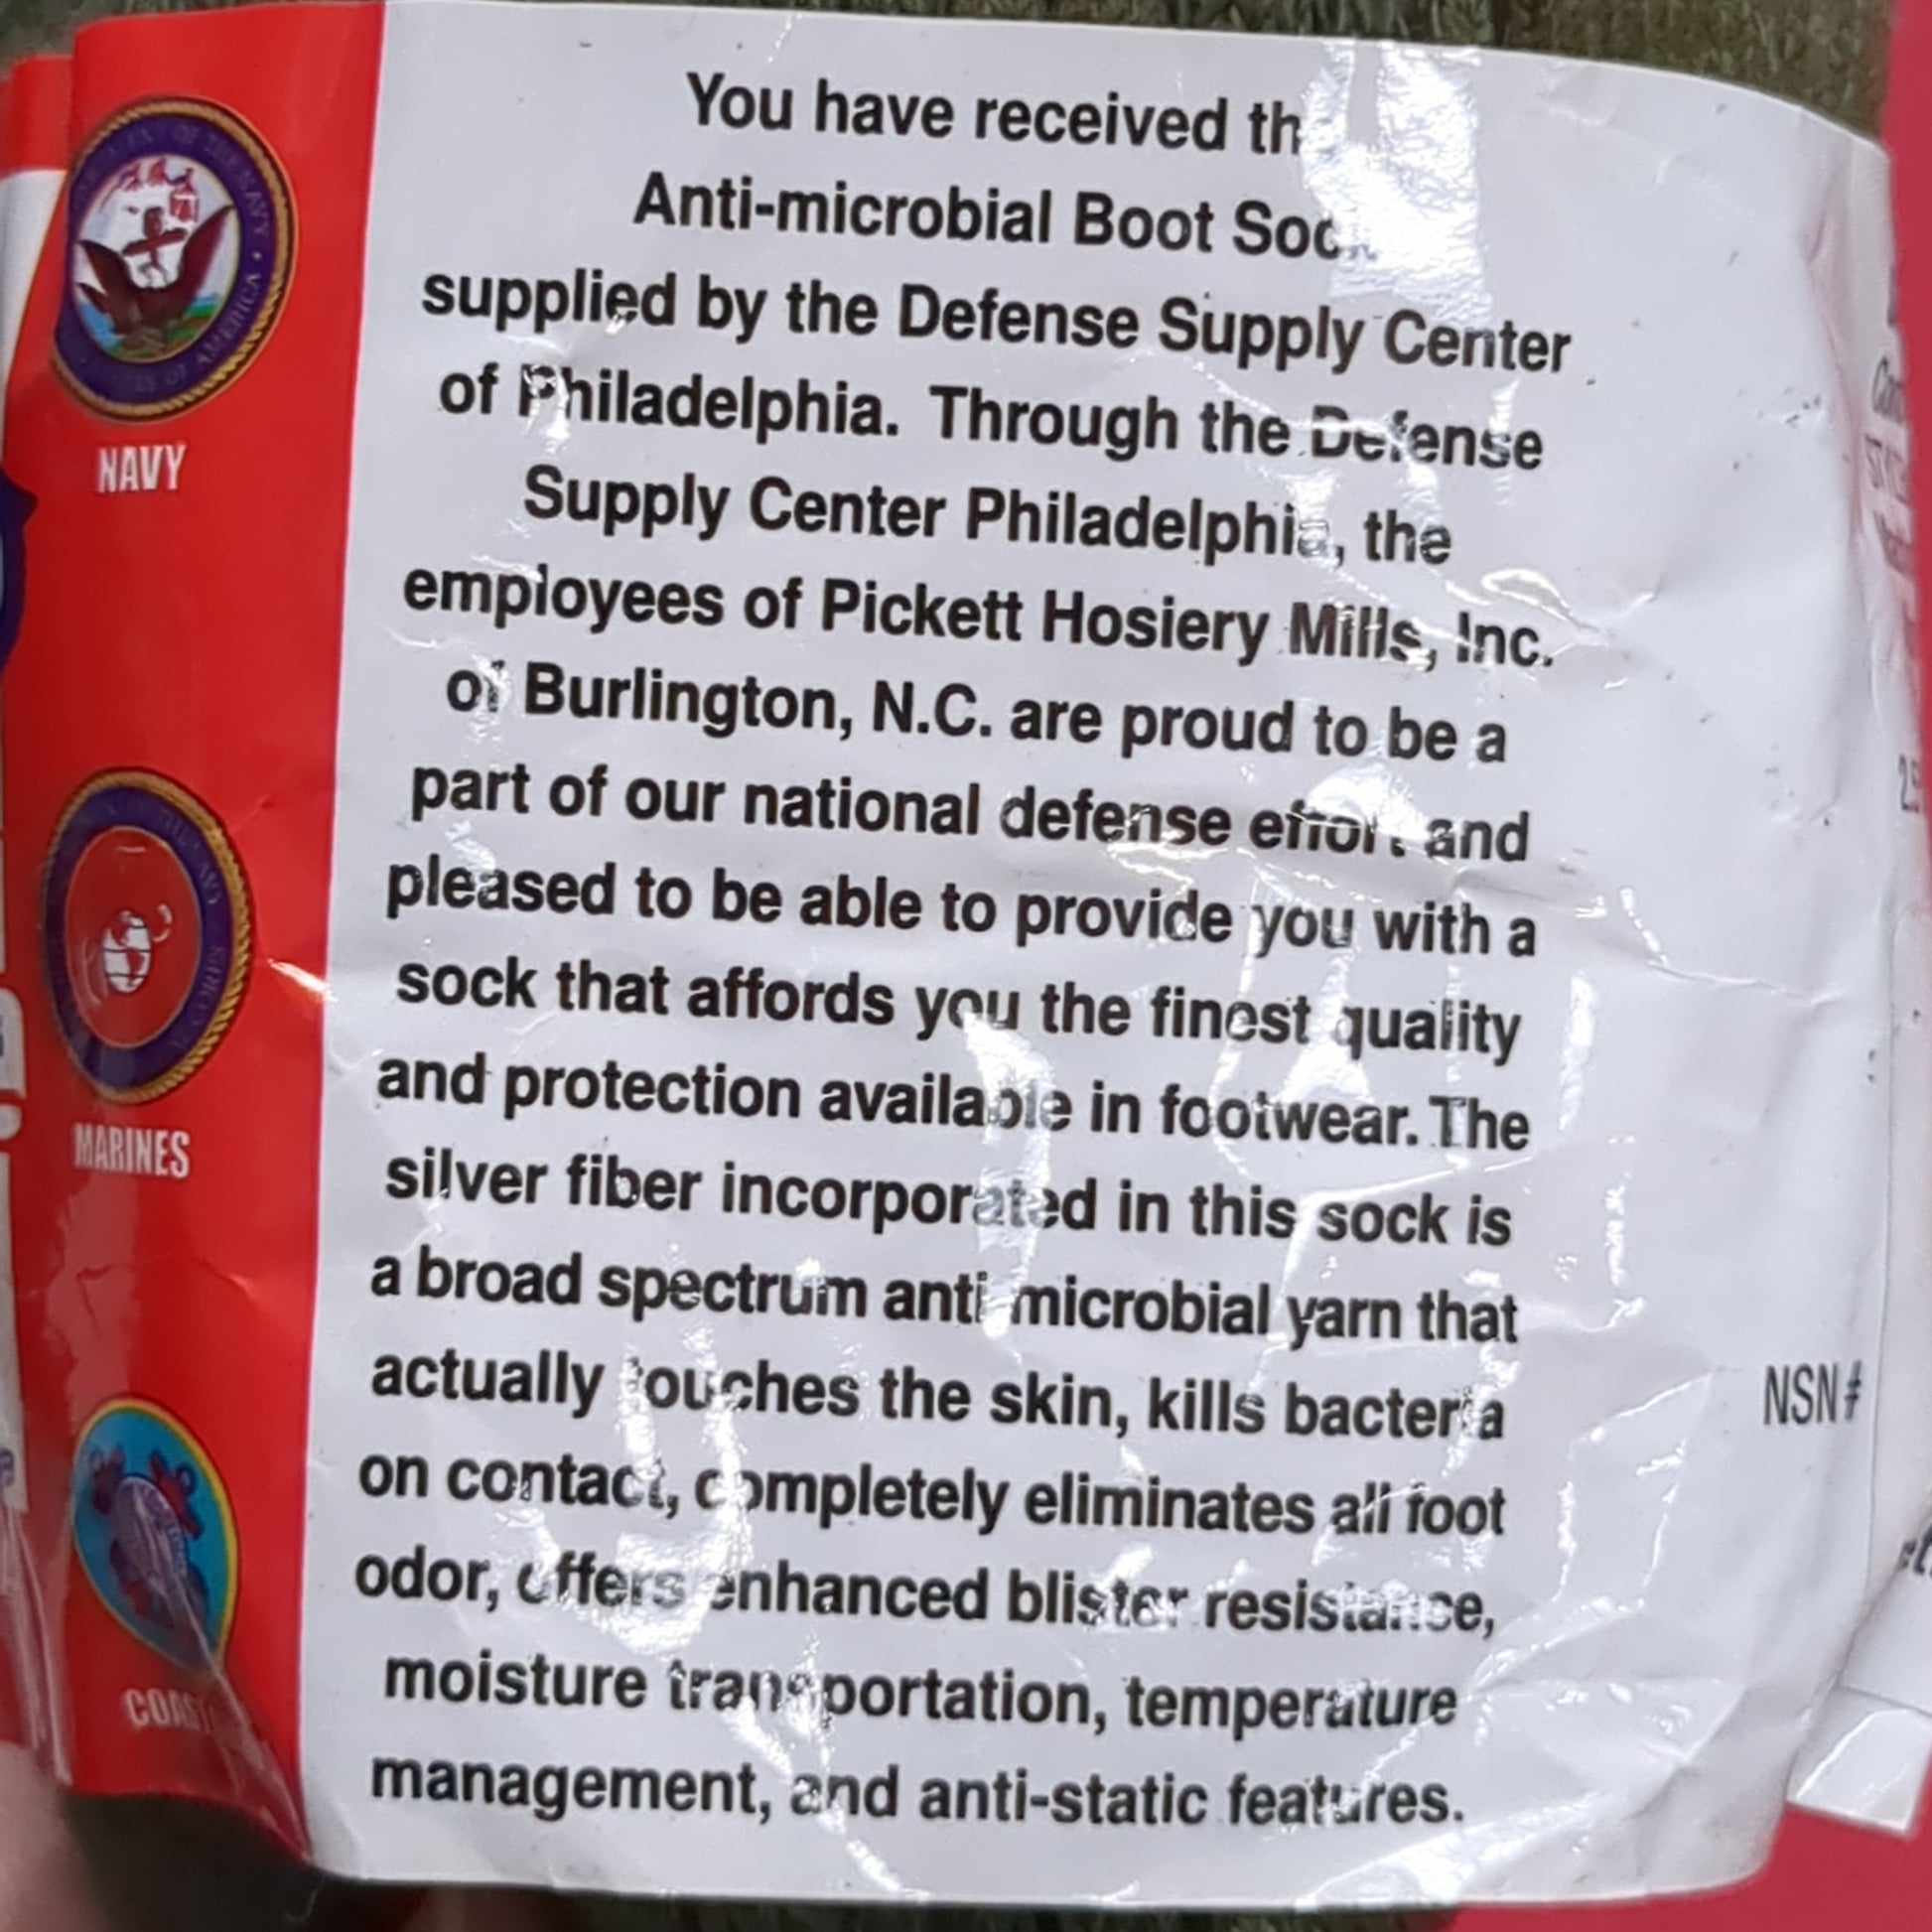 You have received
Anti-microbial Boot
supplied by the Defense Supply Center
of Philadelphia. Through the Defense
Supply Center Philadelphia, the
employees of Pickett Hosiery Mills, Inc.
of Burlington, N.C. are proud to be a
part of our national defense effort and
pleased to be able to provide you with a
sock that affords you the finest quality
and protection available in footwear. The
silver fiber incorporated in this sock is
a broad spectrum anti-microbial yarn that
actually touches the skin, kills bacteria
on contact, completely eliminates all foot
odor, offers enhanced blister resistance,
moisture transportation, temperature
management, and anti-static features.
NAVY
MARINES
COAST
NSN#